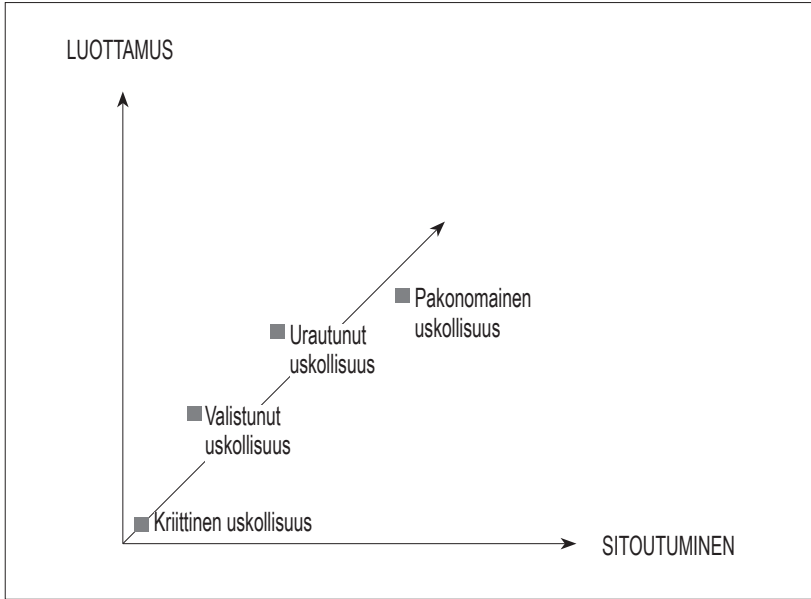 LUOTTAMUS
Pakonomainen
uskollisuus
Urautunut
uskollisuus
Valistunut
uskollisuus
Kriittinen uskollisuus
SITOUTUMINEN